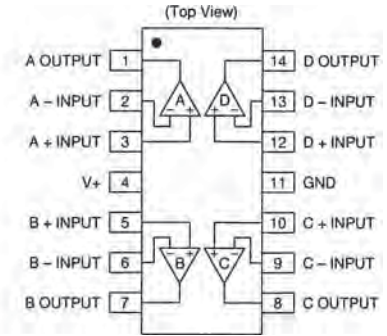 (Top View)
A OUTPUT 1 14 D OUTPUT
A – INPUT 2 A D 13 D – INPUT
A + INPUT 3 12 D + INPUT
V+ 4 11 GND
B + INPUT 5 10 C + INPUT
B – INPUT 6 B C 9 C – INPUT
B OUTPUT 7 8 C OUTPUT